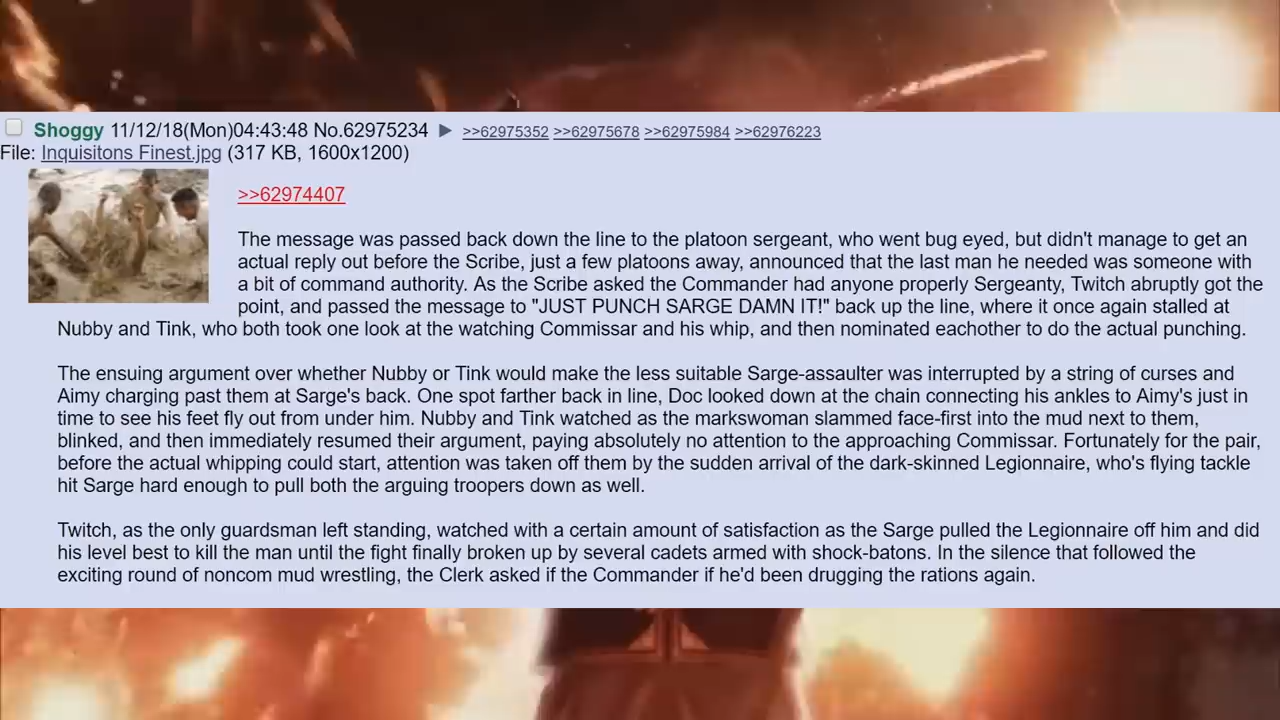 Shoggy 11/12/18(Mon)04:43:48 No.62975234 ▶ >>62975352 >>62975678 >>62975984 >>62976223
File: Inquisitons Finest.jpg (317 KB, 1600x1200)
>>62974407
The message was passed back down the line to the platoon sergeant, who went bug eyed, but didn't manage to get an
actual reply out before the Scribe, just a few platoons away, announced that the last man he needed was someone with
a bit of command authority. As the Scribe asked the Commander had anyone properly Sergeanty, Twitch abruptly got the
point, and passed the message to "JUST PUNCH SARGE DAMN IT!" back up the line, where it once again stalled at
Nubby and Tink, who both took one look at the watching Commissar and his whip, and then nominated eachother to do the actual punching.
The ensuing argument over whether Nubby or Tink would make the less suitable Sarge-assaulter was interrupted by a string of curses and
Aimy charging past them at Sarge's back. One spot farther back in line, Doc looked down at the chain connecting his ankles to Aimy's just in
time to see his feet fly out from under him. Nubby and Tink watched as the markswoman slammed face-first into the mud next to them,
blinked, and then immediately resumed their argument, paying absolutely no attention to the approaching Commissar. Fortunately for the pair,
before the actual whipping could start, attention was taken off them by the sudden arrival of the dark-skinned Legionnaire, who's flying tackle
hit Sarge hard enough to pull both the arguing troopers down as well.
Twitch, as the only guardsman left standing, watched with a certain amount of satisfaction as the Sarge pulled the Legionnaire off him and did
his level best to kill the man until the fight finally broken up by several cadets armed with shock-batons. In the silence that followed the
exciting round of noncom mud wrestling, the Clerk asked if the Commander if he'd been drugging the rations again.